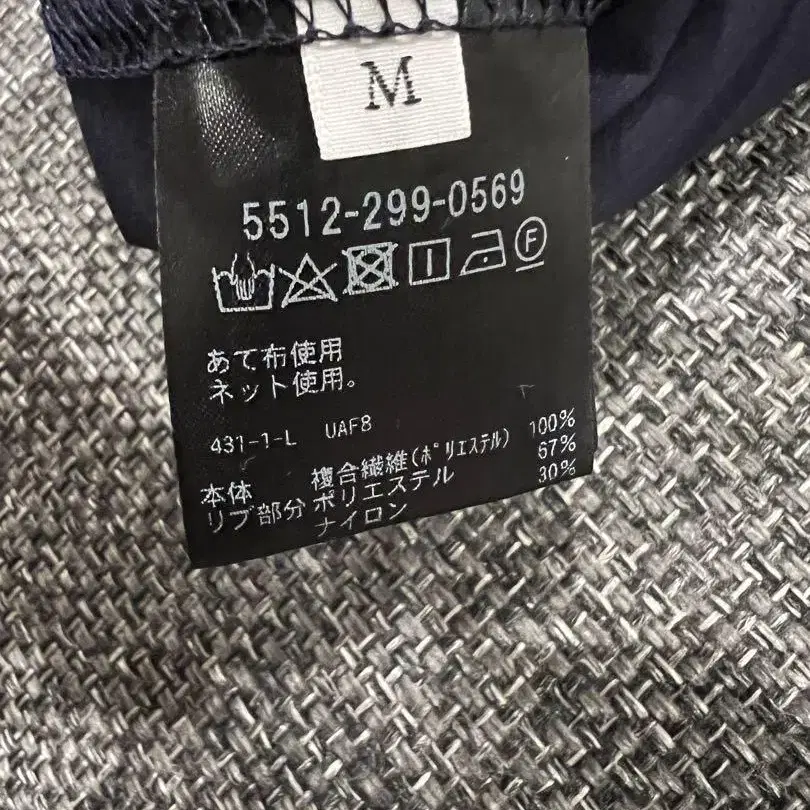 M
5512-299-0569
F
あて布使用
ネット使用。
431-1-L UAF8
本体 複合繊維(ﾎﾟﾘｴｽﾃﾙ) 100%
リブ部分 ポリエステル 67%
ナイロン 30%